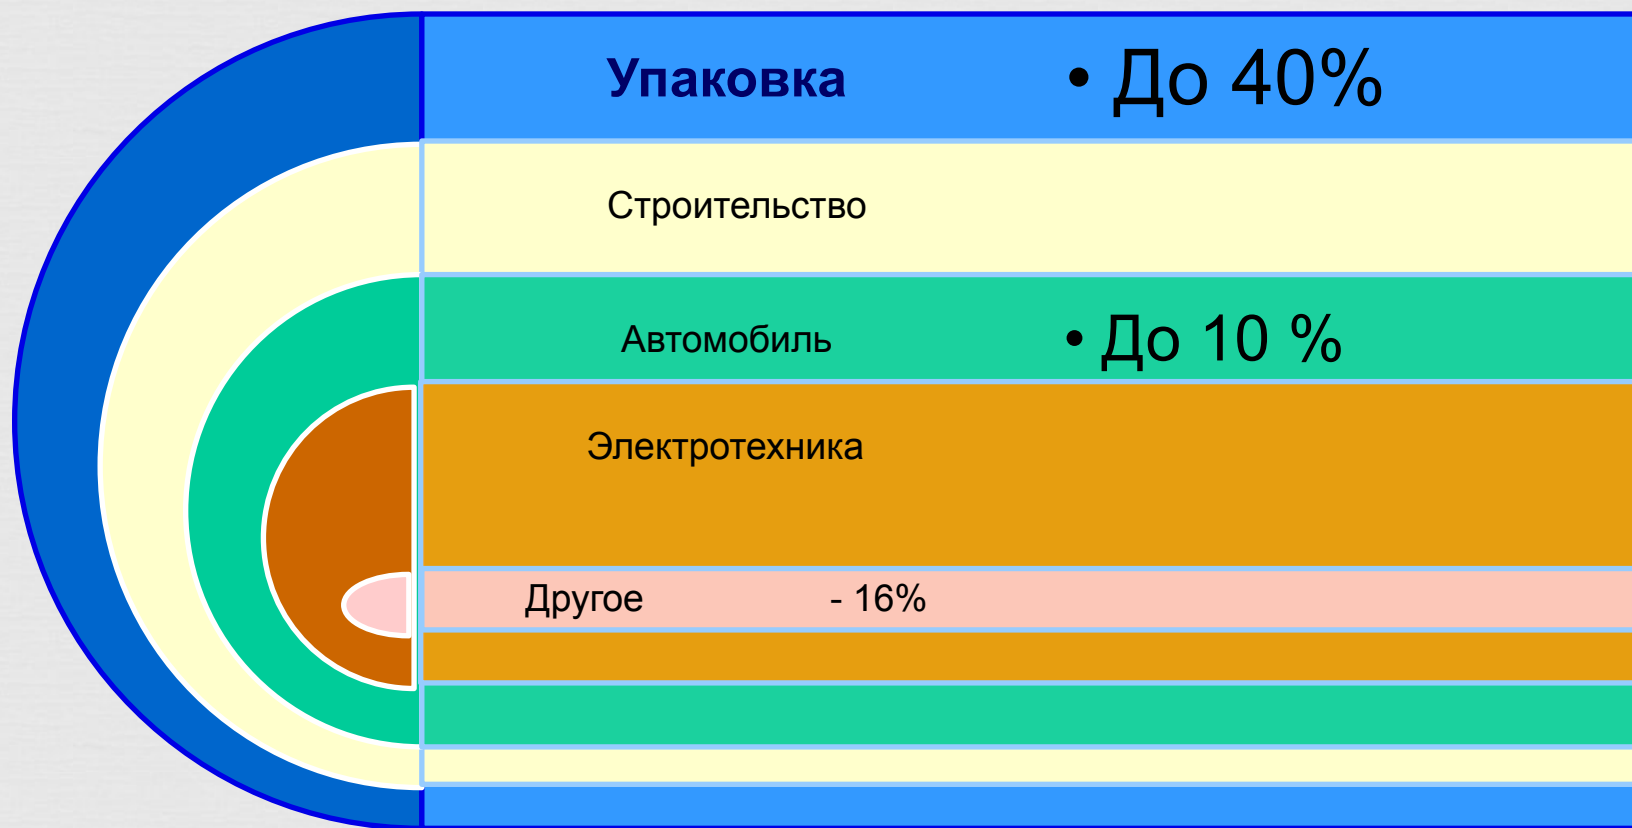 Упаковка • До 40%
Строительство
Автомобиль • До 10 %
Электротехника
Другое - 16%